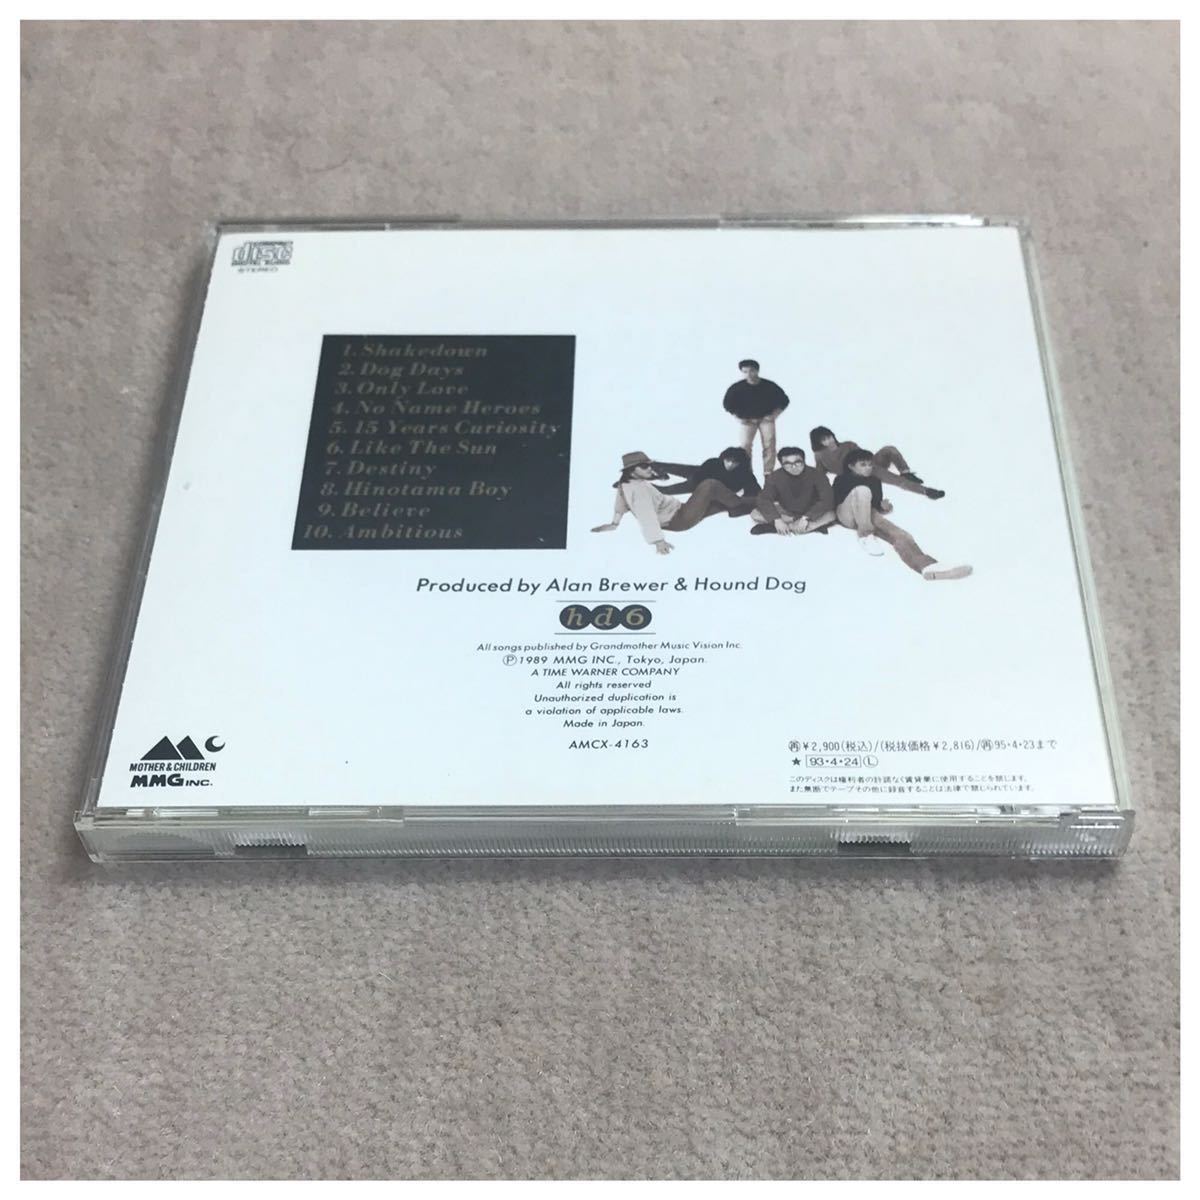 COMPACT
disc
DIGITAL AUDIO
STEREO
1. Shakedown
2. Dog Days
3. Only Love
4. No Name Heroes
5. 15 Years Curiosity
6. Like The Sun
7. Destiny
8. Hinotama Boy
9. Believe
10. Ambitious
Produced by Alan Brewer & Hound Dog
hd6
All songs published by Grandmother Music Vision Inc.
Ⓟ1989 MMG INC., Tokyo, Japan.
A TIME WARNER COMPANY
All rights reserved
Unauthorized duplication is
a violation of applicable laws.
Made in Japan.
AMCX-4163
MOTHER & CHILDREN
MMG INC.
㊢¥2,900(税込)/(税抜価格¥2,816)/㊢95・4・23まで
★ 93・4・24 Ⓛ
このディスクは権利者の許諾なく賃貸業に使用することを禁じます。
また無断でテープその他に録音することは法律で禁じられています。